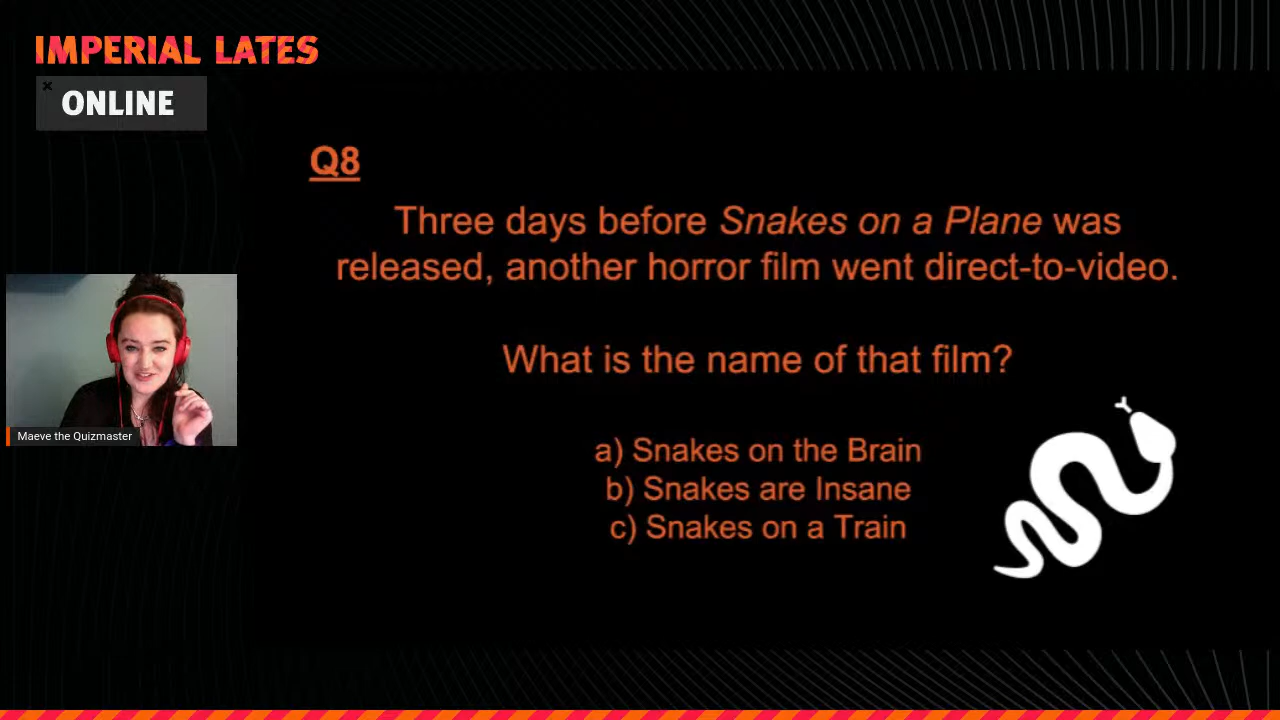 IMPERIAL LATES
ONLINE
Q8
Three days before Snakes on a Plane was
released, another horror film went direct-to-video.
What is the name of that film?
a) Snakes on the Brain
b) Snakes are Insane
c) Snakes on a Train
Maeve the Quizmaster